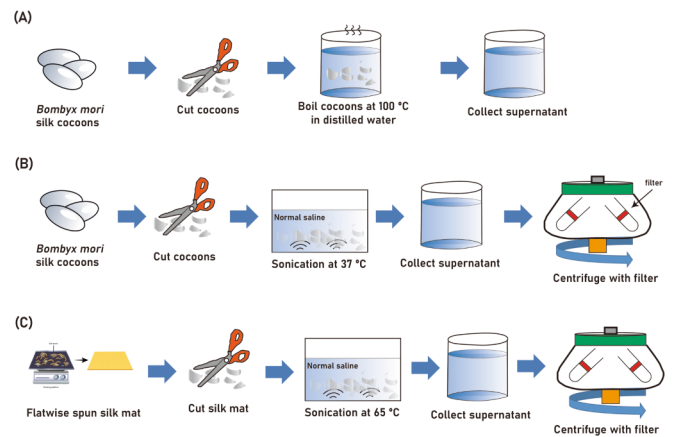 (A)
Bombyx mori
silk cocoons
Cut cocoons
Boil cocoons at 100 °C
in distilled water
Collect supernatant
(B)
Bombyx mori
silk cocoons
Cut cocoons
Normal saline
Sonication at 37 °C
Collect supernatant
filter
Centrifuge with filter
(C)
Flatwise spun silk mat
Cut silk mat
Normal saline
Sonication at 65 °C
Collect supernatant
Centrifuge with filter